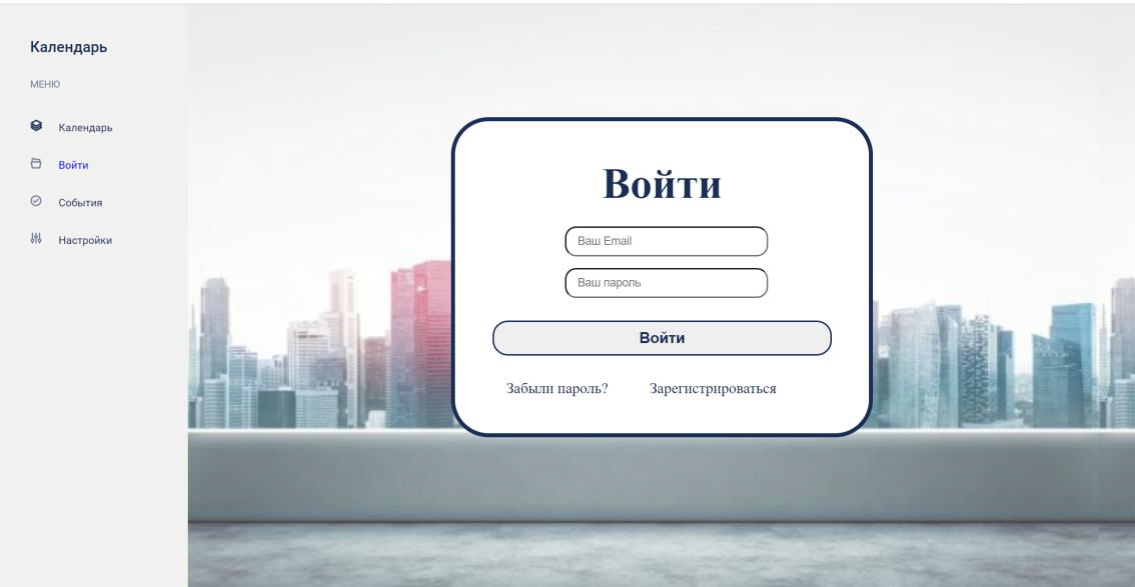 Календарь
МЕНЮ
Календарь
Войти
События
Настройки
Войти
Ваш Email
Ваш пароль
Войти
Забыли пароль? Зарегистрироваться